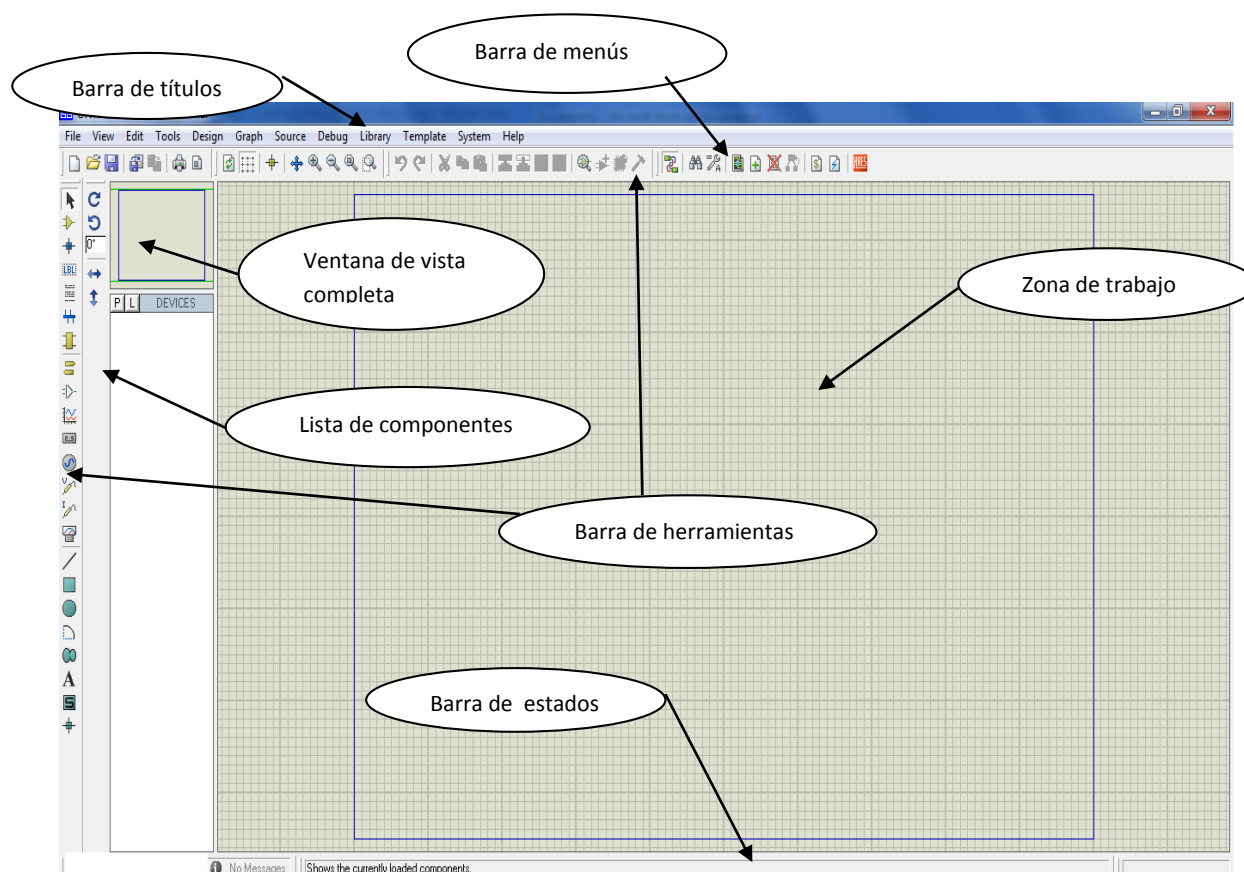 Barra de menús
Barra de títulos
File View Edit Tools Design Graph Source Debug Library Template System Help
LBL
0°
Ventana de vista
completa
Zona de trabajo
P L DEVICES
Lista de componentes
Barra de herramientas
A
S
Barra de estados
No Messages
Shows the currently loaded components.